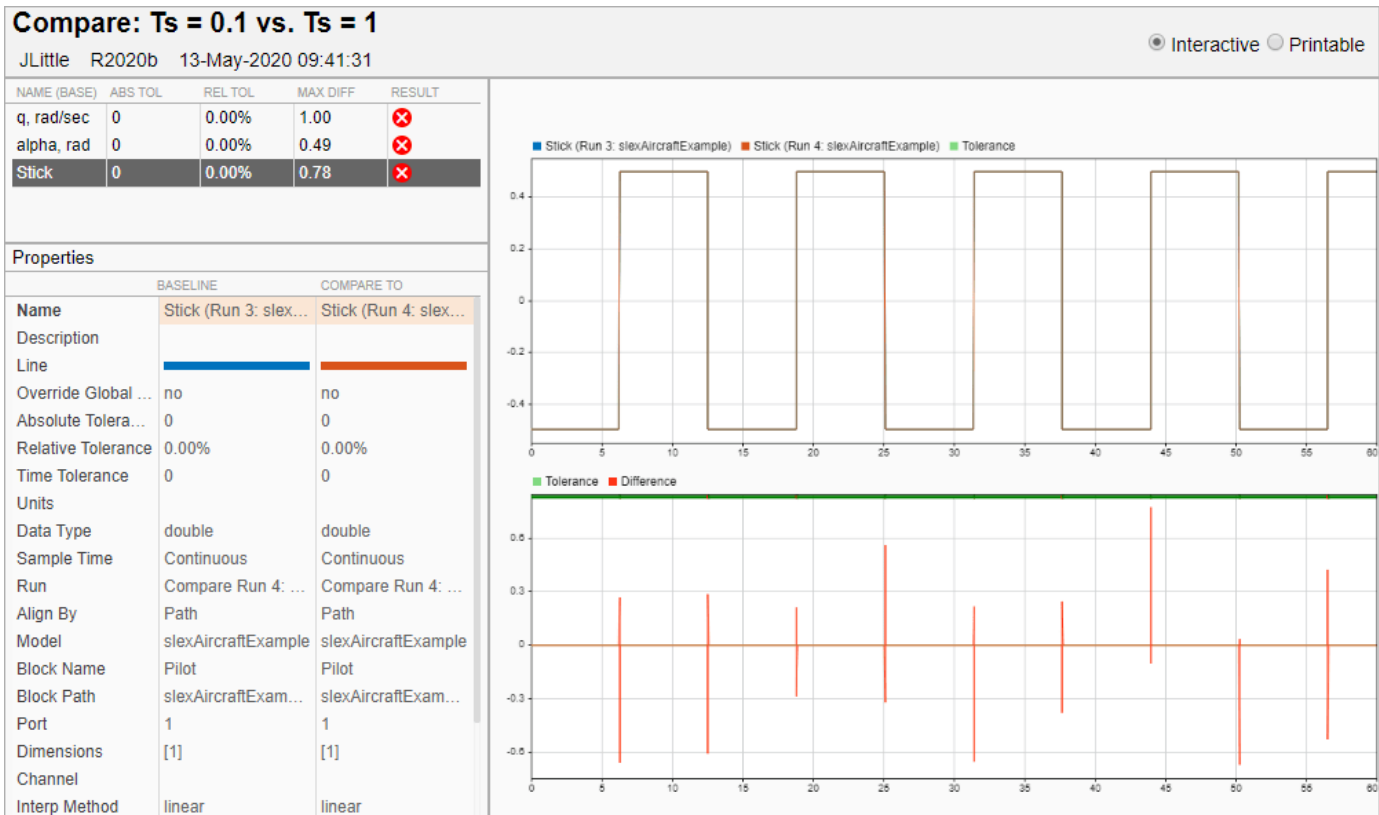 Compare: Ts = 0.1 vs. Ts = 1
JLittle R2020b 13-May-2020 09:41:31
Interactive Printable
NAME (BASE) ABS TOL REL TOL MAX DIFF RESULT
q, rad/sec 0 0.00% 1.00
alpha, rad 0 0.00% 0.49
Stick 0 0.00% 0.78
Properties
BASELINE COMPARE TO
Name Stick (Run 3: slex... Stick (Run 4: slex...
Description
Line
Override Global ... no no
Absolute Tolera... 0 0
Relative Tolerance 0.00% 0.00%
Time Tolerance 0 0
Units
Data Type double double
Sample Time Continuous Continuous
Run Compare Run 4: ... Compare Run 4: ...
Align By Path Path
Model slexAircraftExample slexAircraftExample
Block Name Pilot Pilot
Block Path slexAircraftExam... slexAircraftExam...
Port 1 1
Dimensions [1] [1]
Channel
Interp Method linear linear
Stick (Run 3: slexAircraftExample) Stick (Run 4: slexAircraftExample) Tolerance
0.4
0.2
0
-0.2
-0.4
0 5 10 15 20 25 30 35 40 45 50 55 60
Tolerance Difference
0.6
0.3
0
-0.3
-0.6
0 5 10 15 20 25 30 35 40 45 50 55 60